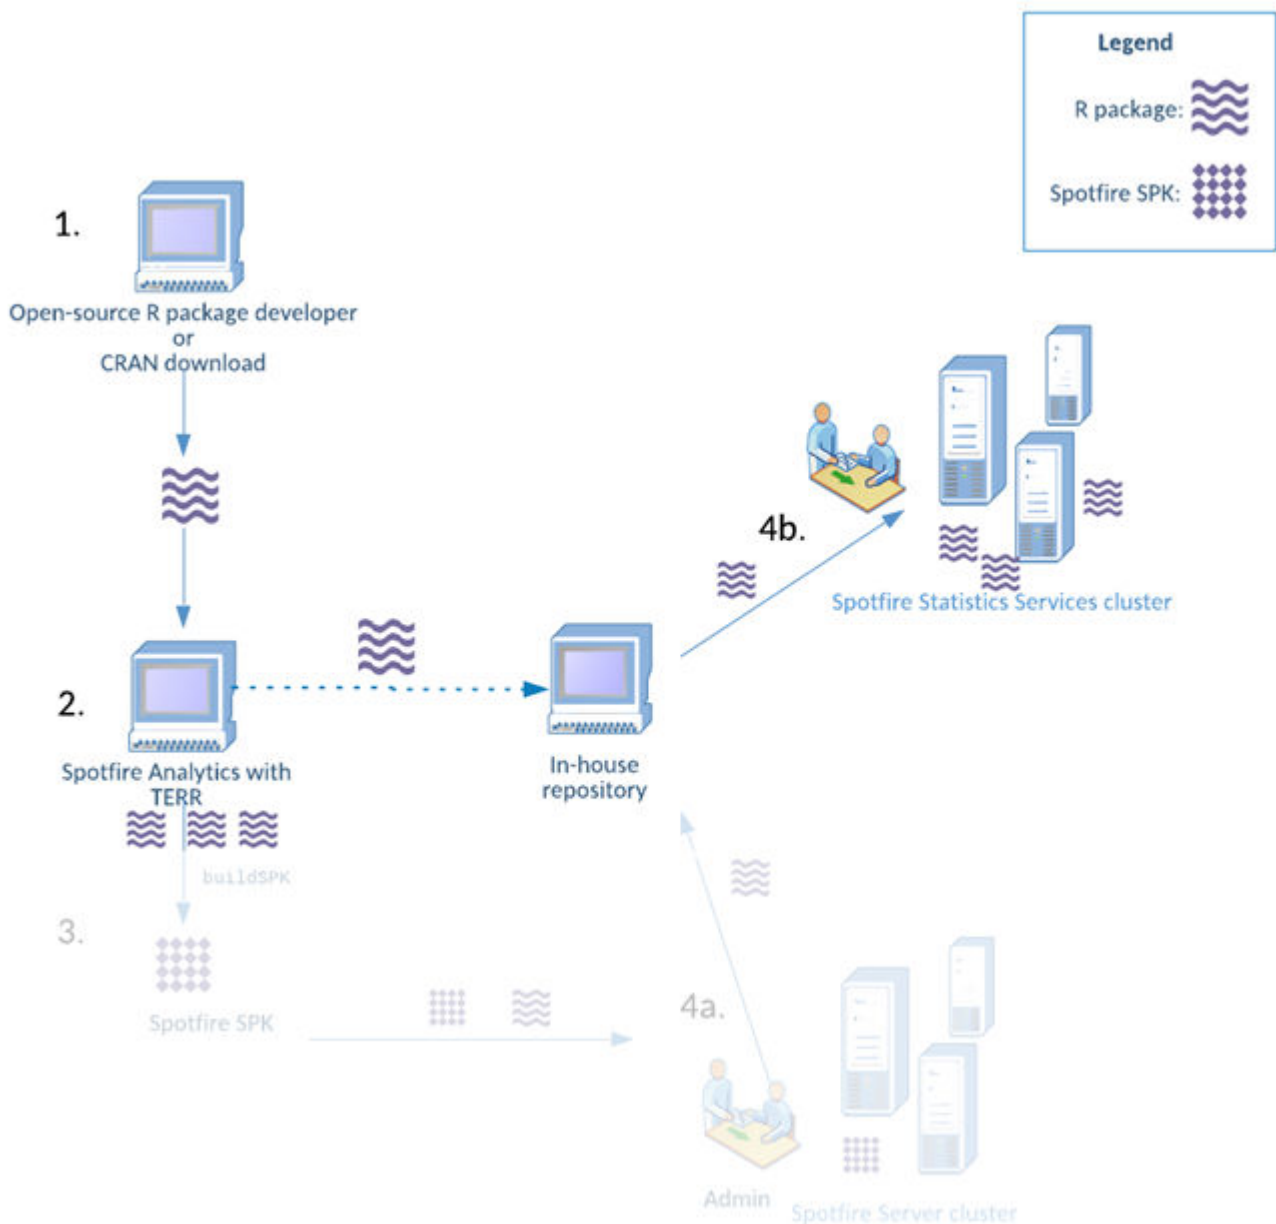 Legend
R package:
Spotfire SPK:
1.
Open-source R package developer
or
CRAN download
4b.
Spotfire Statistics Services cluster
2.
Spotfire Analytics with
TERR
In-house
repository
buildSPK
3.
Spotfire SPK
4a.
Admin
Spotfire Server cluster